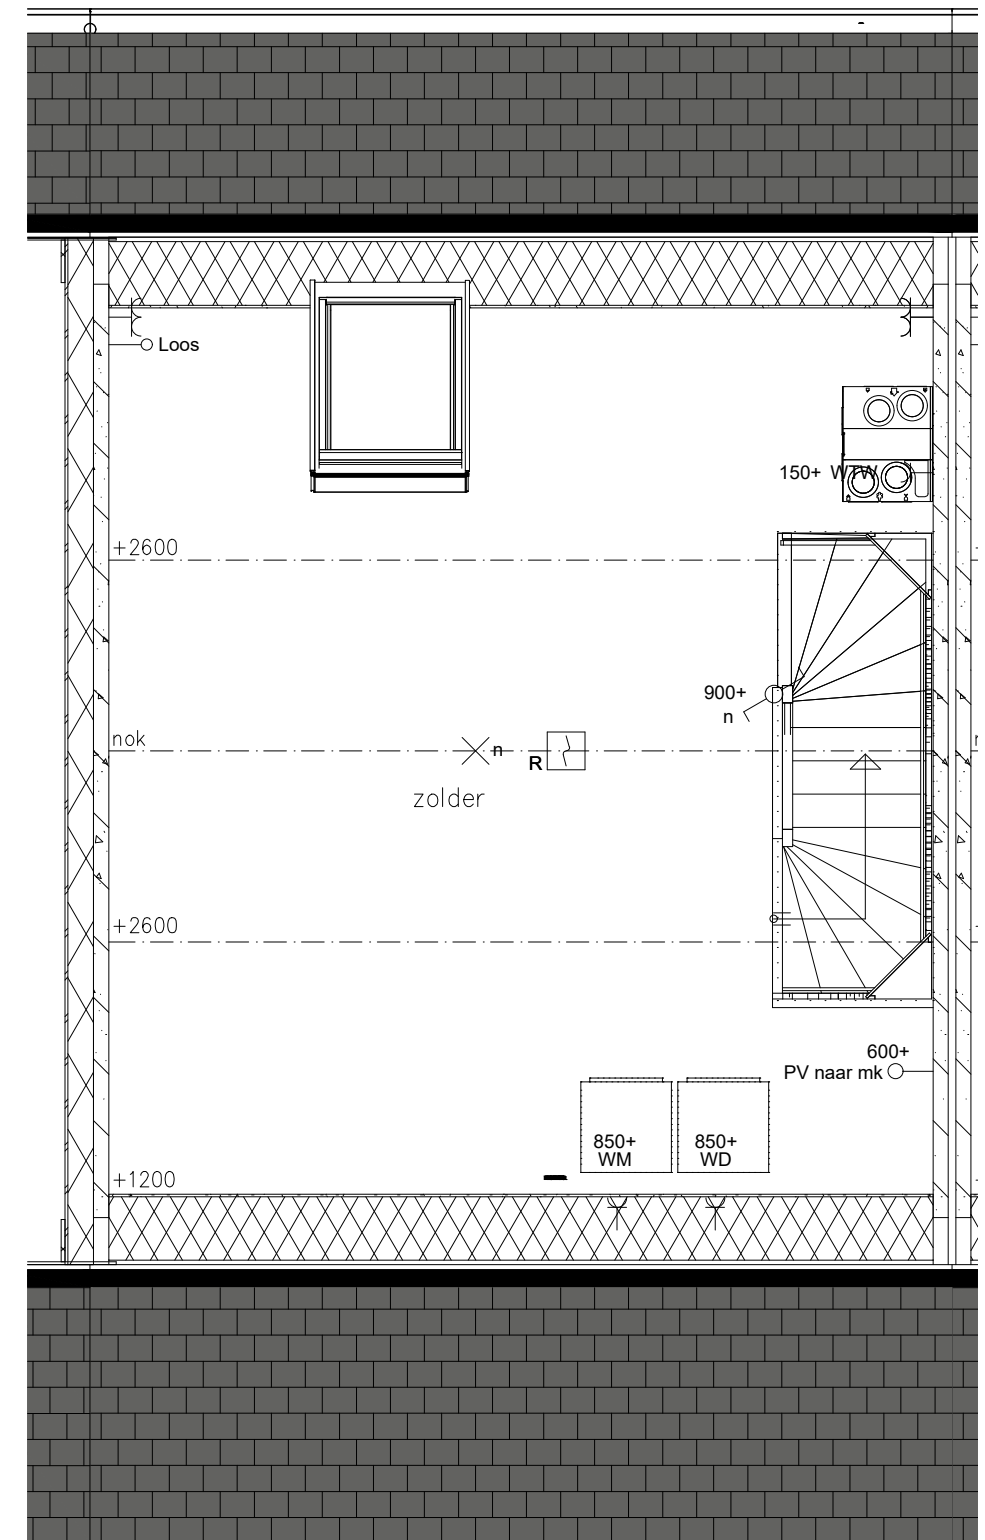 Loos
150+ WTW
+2600
900+
n
nok
n
R
zolder
+2600
600+
PV naar mk
850+
WM
850+
WD
+1200